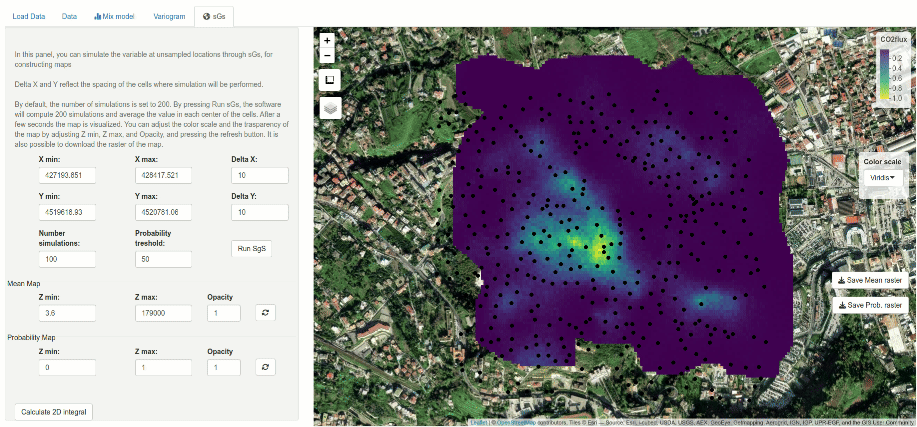 Load Data
Data
Mix model
Variogram
sGs
In this panel, you can simulate the variable at unsampled locations through sGs, for
constructing maps
Delta X and Y reflect the spacing of the cells where simulation will be performed.
By default, the number of simulations is set to 200. By pressing Run sGs, the software
will compute 200 simulations and average the value in each center of the cells. After a
few seconds the map is visualized. You can adjust the color scale and the trasparency of
the map by adjusting Z min, Z max. and Opacity, and pressing the refresh button. It is
also possible to download the raster of the map.
X min:
X max:
Delta X:
427193.651
428417.521
10
Y min:
Y max:
Delta Y:
4519618.93
4520781.06
10
Number
simulations:
Probability
treshold:
100
50
Run SgS
Mean Map
Z min:
Z max:
Opacity
3.6
179000
1
Probability Map
Z min:
Z max:
Opacity
0
1
1
Calculate 2D integral
+
−
CO2flux
0.2
0.4
0.6
0.8
1.0
Color scale
Viridis
Save Mean raster
Save Prob. raster
Leaflet | © OpenStreetMap contributors, Tiles © Esri — Source: Esri, i-cubed, USDA, USGS, AEX, GeoEye, Getmapping, Aerogrid, IGN, IGP, UPR-EGP, and the GIS User Community